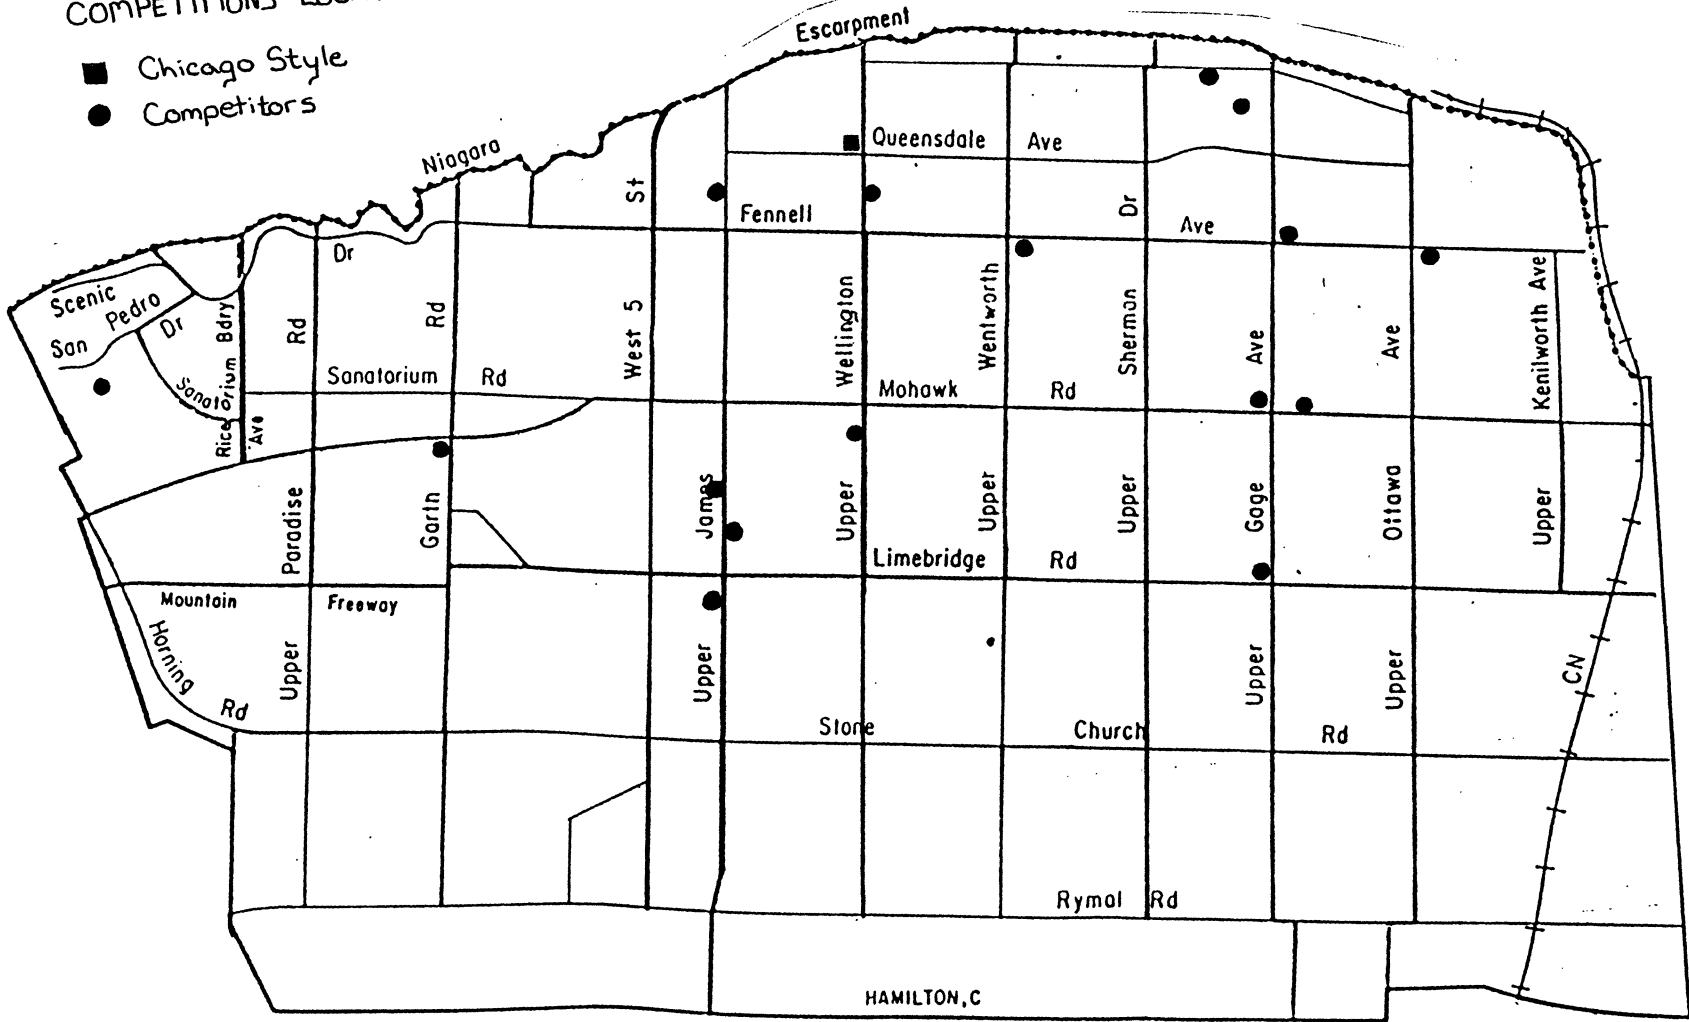 COMPETITIONS
Chicago Style
Competitors
Escarpment
Niagara
Queensdale Ave
St
Fennell
Dr
Ave
Dr
Scenic
San Pedro Dr
Sanatorium
Rice Ave
Bdry
Rd
Rd
West 5
Wellington
Wentworth
Sherman
Ave
Ave
Kenilworth Ave
Sanatorium Rd
Mohawk Rd
Paradise
Garth
James
Upper
Upper
Upper
Gage
Ottawa
Upper
Limebridge Rd
Mountain Freeway
Horning Rd
Upper
Upper
Upper
Upper
CN
Stone Church Rd
Rymal Rd
HAMILTON, C